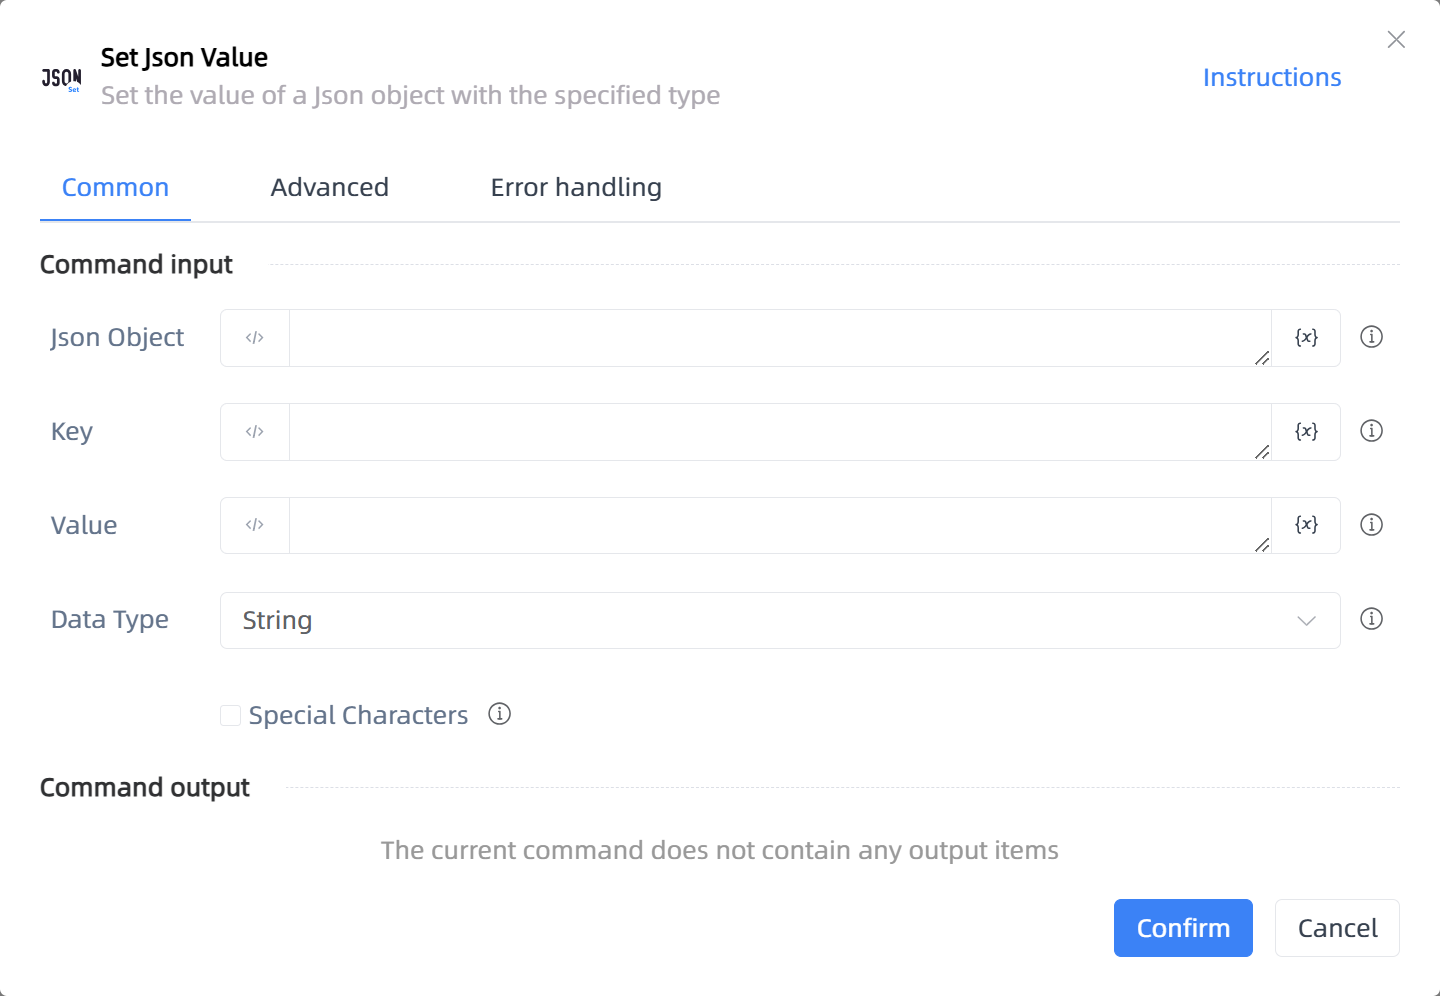 JSON
Set
Set Json Value
Set the value of a Json object with the specified type
Instructions
Common
Advanced
Error handling
Command input
Json Object
</>
{x}
Key
</>
{x}
Value
</>
{x}
Data Type
String
Special Characters
Command output
The current command does not contain any output items
Confirm
Cancel